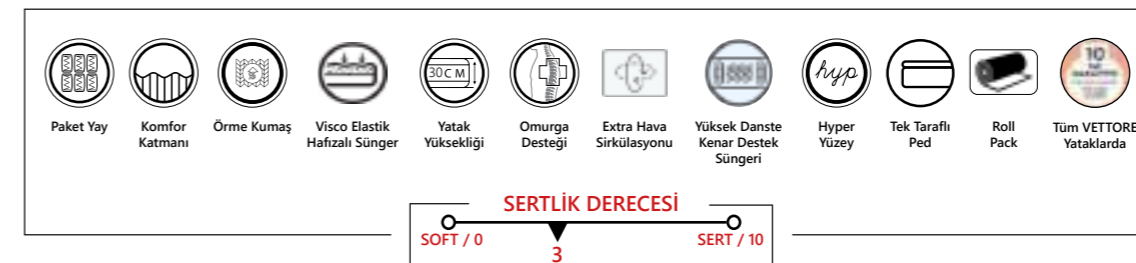 30 C M
hyp
10
Paket Yay
Komfor
Katmanı
Örme Kumaş
Visco Elastik
Hafızalı Sünger
Yatak
Yüksekliği
Omurga
Desteği
Extra Hava
Sirkülasyonu
Yüksek Danste
Kenar Destek
Süngeri
Hyper
Yüzey
Tek Taraflı
Ped
Roll
Pack
Tüm VETTORE
Yataklarda
SERTLİK DERECESİ
SOFT / 0
3
SERT / 10